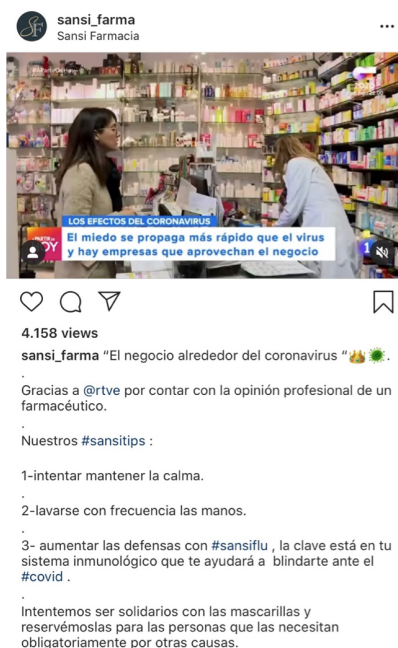 sansi_farma
Sansi Farmacia
LOS EFECTOS DEL CORONAVIRUS
El miedo se propaga más rápido que el virus
y hay empresas que aprovechan el negocio
1
4.158 views
sansi_farma “El negocio alrededor del coronavirus “👑🦠.
.
Gracias a @rtve por contar con la opinión profesional de un
farmacéutico.
.
Nuestros #sansitips :
1-intentar mantener la calma.
.
2-lavarse con frecuencia las manos.
.
3- aumentar las defensas con #sansiflu , la clave está en tu
sistema inmunológico que te ayudará a  blindarte ante el
#covid .
.
Intentemos ser solidarios con las mascarillas y
reservémoslas para las personas que las necesitan
obligatoriamente por otras causas.